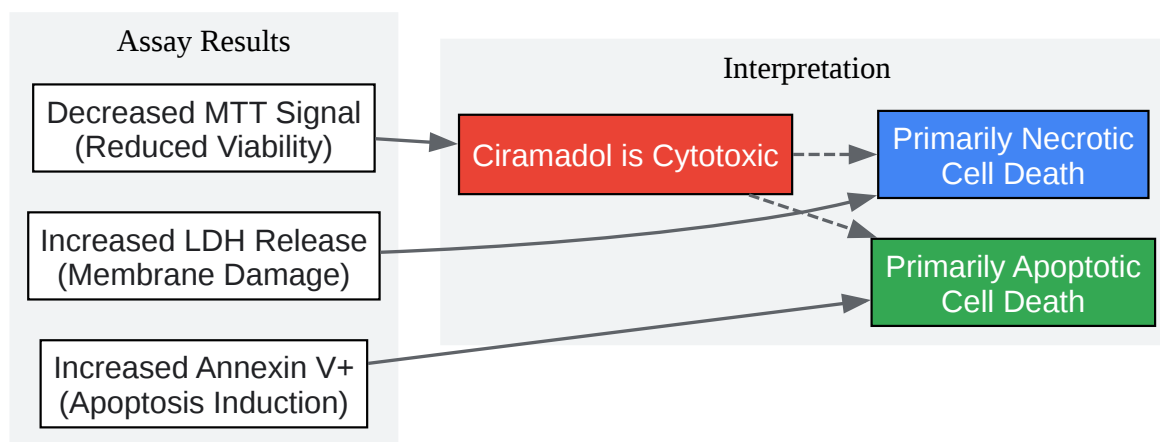 Assay Results
Decreased MTT Signal
(Reduced Viability)
Increased LDH Release
(Membrane Damage)
Increased Annexin V+
(Apoptosis Induction)
Interpretation
Ciramadol is Cytotoxic
Primarily Necrotic
Cell Death
Primarily Apoptotic
Cell Death